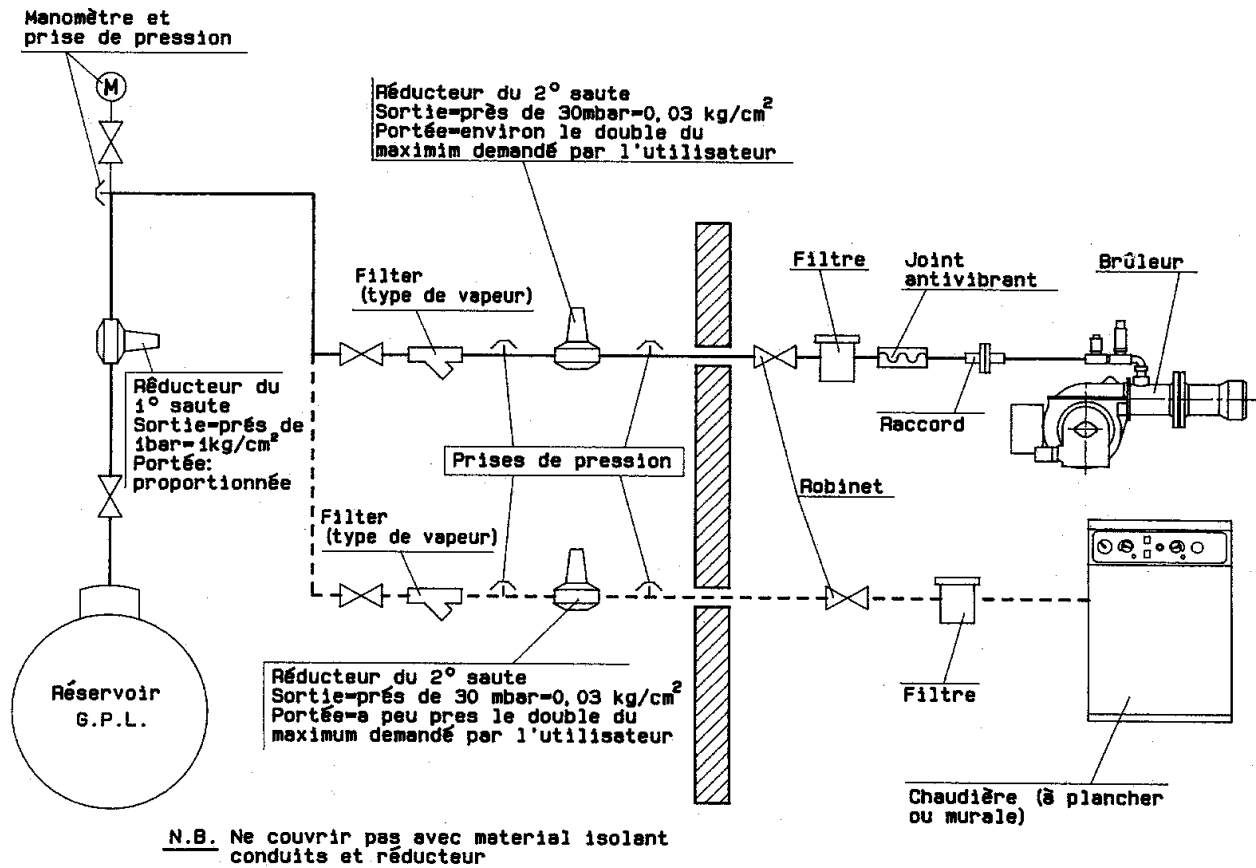 Manomètre et
prise de pression
M
Réducteur du 2° saute
Sortie=près de 30mbar=0,03 kg/cm²
Portée=environ le double du
maximim demandé par l'utilisateur
Filter
(type de vapeur)
Filtre
Joint
antivibrant
Brûleur
Réducteur du
1° saute
Sortie=prés de
1bar=1kg/cm²
Portée:
proportionnée
Raccord
Prises de pression
Robinet
Filter
(type de vapeur)
Réservoir
G.P.L.
Réducteur du 2° saute
Sortie=prés de 30 mbar=0,03 kg/cm²
Portée=a peu pres le double du
maximum demandé par l'utilisateur
Filtre
Chaudière (à plancher
ou murale)
N.B. Ne couvrir pas avec material isolant
conduits et réducteur